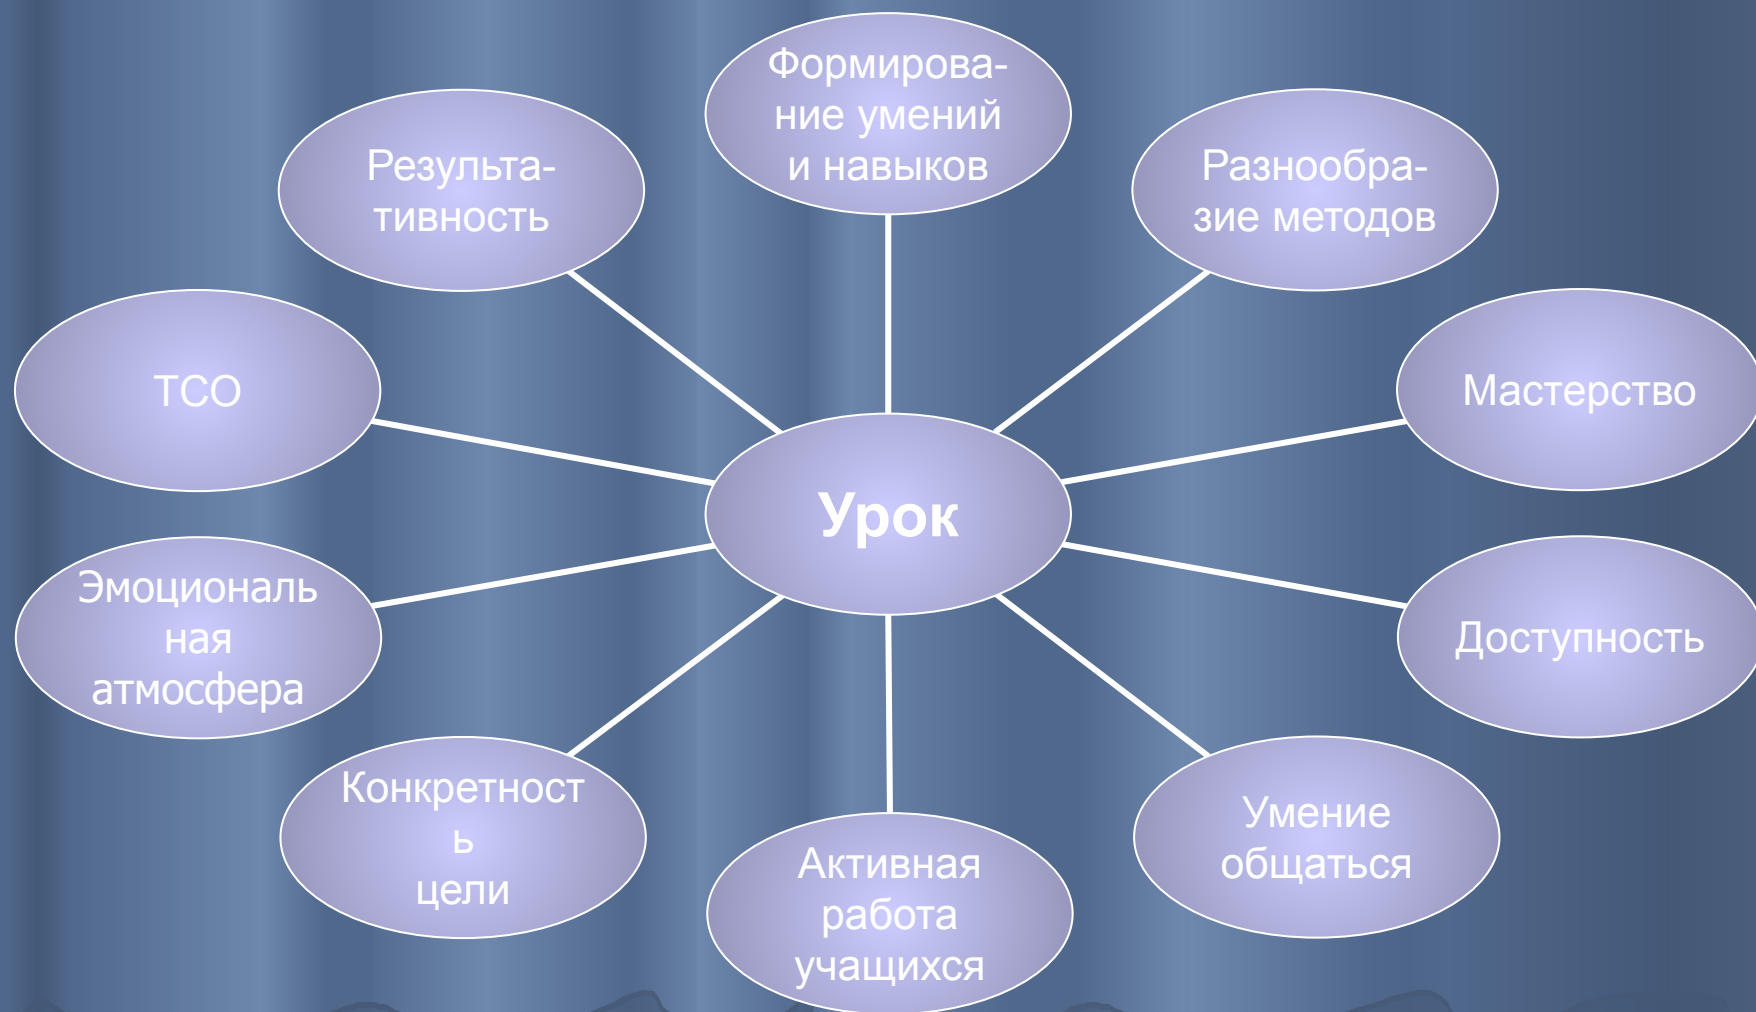 Формирова-
ние умений
и навыков
Результа-
тивность
Разнообра-
зие методов
ТСО
Мастерство
Урок
Эмоциональ
ная
атмосфера
Доступность
Конкретност
ь
цели
Умение
общаться
Активная
работа
учащихся